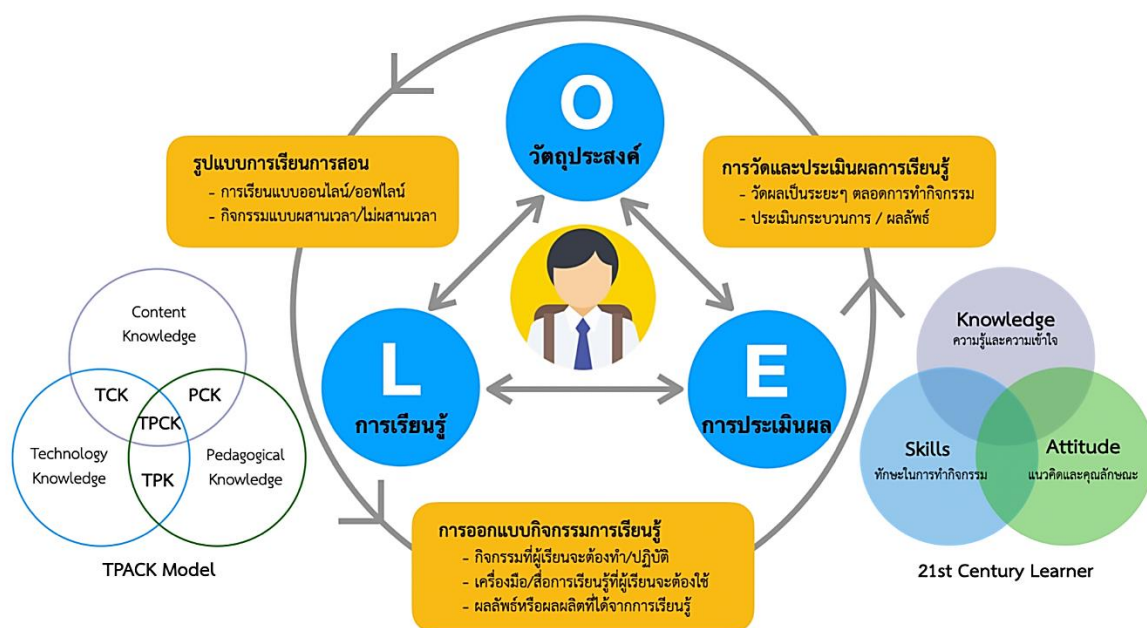 O
วัตถุประสงค์
รูปแบบการเรียนการสอน
- การเรียนแบบออนไลน์/ออฟไลน์
- กิจกรรมแบบผสานเวลา/ไม่ผสานเวลา
การวัดและประเมินผลการเรียนรู้
- วัดผลเป็นระยะๆ ตลอดการทำกิจกรรม
- ประเมินกระบวนการ / ผลลัพธ์
L
การเรียนรู้
E
การประเมินผล
Content
Knowledge
TCK
PCK
TPCK
Technology
Knowledge
TPK
Pedagogical
Knowledge
TPACK Model
การออกแบบกิจกรรมการเรียนรู้
- กิจกรรมที่ผู้เรียนจะต้องทำ/ปฏิบัติ
- เครื่องมือ/สื่อการเรียนรู้ที่ผู้เรียนจะต้องใช้
- ผลลัพธ์หรือผลผลิตที่ได้จากการเรียนรู้
Knowledge
ความรู้และความเข้าใจ
Skills
ทักษะในการทำกิจกรรม
Attitude
แนวคิดและคุณลักษณะ
21st Century Learner